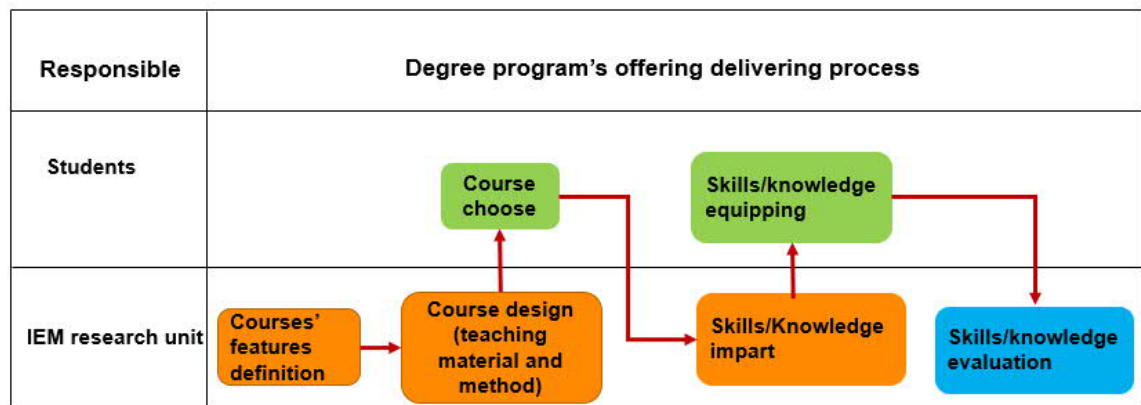 Responsible
Degree program's offering delivering process
Students
Course
choose
Skills/knowledge
equipping
IEM research unit
Courses'
features
definition
Course design
(teaching
material and
method)
Skills/Knowledge
impart
Skills/knowledge
evaluation